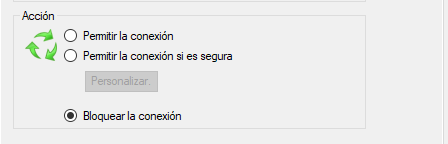 Acción
Permitir la conexión
Permitir la conexión si es segura
Personalizar.
Bloquear la conexión